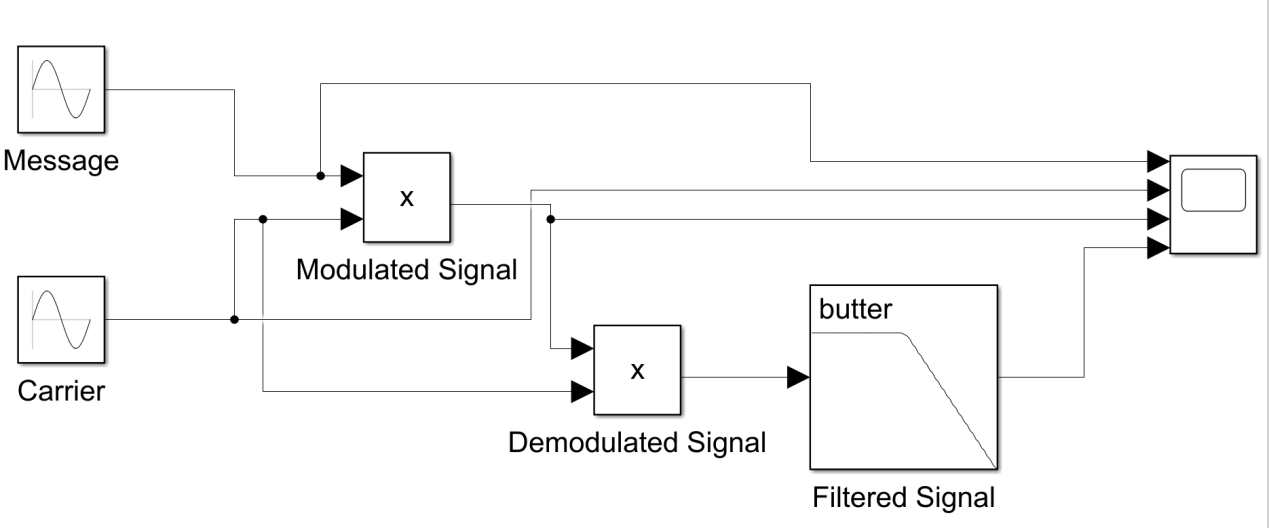 Message
x
Modulated Signal
butter
x
Carrier
Demodulated Signal
Filtered Signal